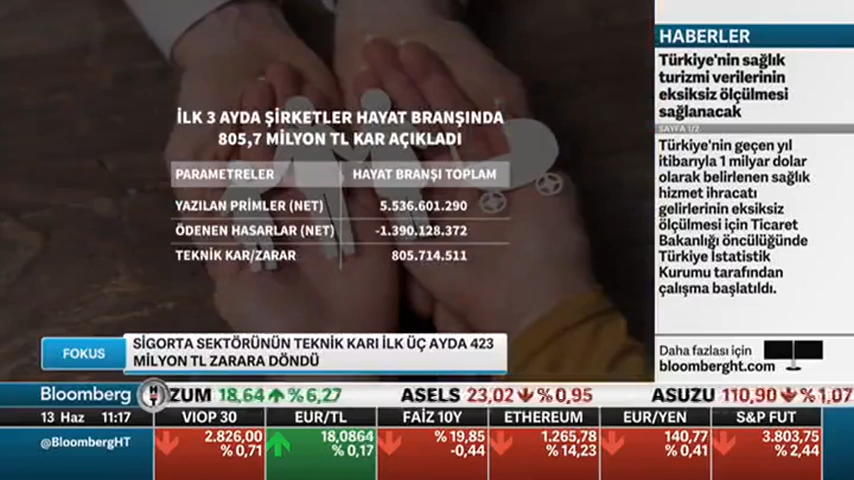 İLK 3 AYDA ŞİRKETLER HAYAT BRANŞINDA
805,7 MİLYON TL KAR AÇIKLADI
PARAMETRELER HAYAT BRANŞI TOPLAM
YAZILAN PRİMLER (NET) 5.536.601.290
ÖDENEN HASARLAR (NET) -1.390.128.372
TEKNİK KAR/ZARAR 805.714.511
HABERLER
Türkiye'nin sağlık
turizmi verilerinin
eksiksiz ölçülmesi
sağlanacak
SAYFA 1/2
Türkiye'nin geçen yıl
itibarıyla 1 milyar dolar
olarak belirlenen sağlık
hizmet ihracatı
gelirlerinin eksiksiz
ölçülmesi için Ticaret
Bakanlığı öncülüğünde
Türkiye İstatistik
Kurumu tarafından
çalışma başlatıldı.
Daha fazlası için
bloomberght.com
FOKUS
SİGORTA SEKTÖRÜNÜN TEKNİK KARI İLK ÜÇ AYDA 423
MİLYON TL ZARARA DÖNDÜ
Bloomberg HT ZUM 18,64 %6,27 ASELS 23,02 %0,95 ASUZU 110,90 %1,07
13 Haz 11:17 VIOP 30 EUR/TL FAİZ 10Y ETHEREUM EUR/YEN S&P FUT
@BloombergHT 2.826,00 18,0864 %19,85 1.265,78 140,77 3.803,75
%0,71 %0,17 -0,44 %14,23 %0,41 %2,44